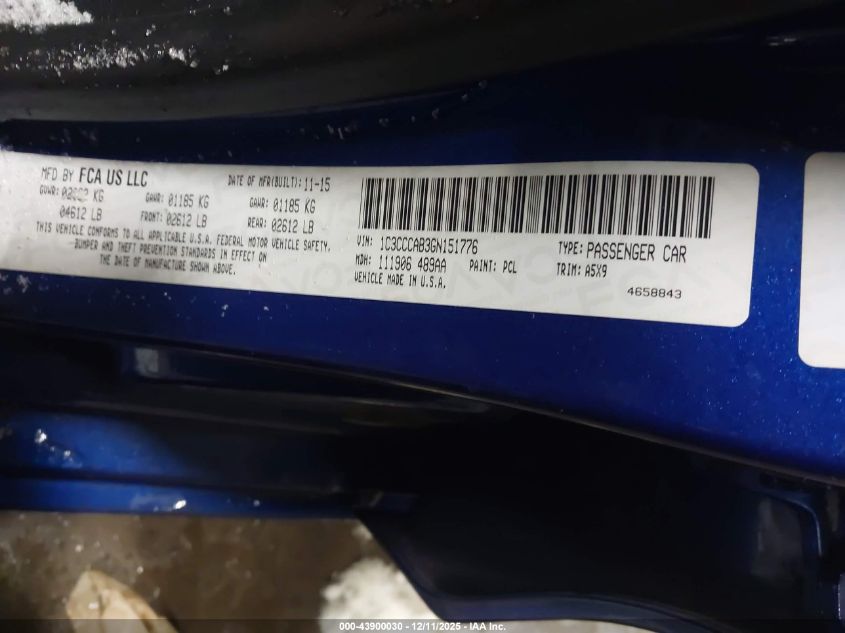 MFD BY FCA US LLC
DATE OF MFR(BUILT): 11-15
GVWR: KG
04612 LB
GAWR: 01185 KG
FRONT: 02612 LB
GAWR: 01185 KG
REAR: 02612 LB
THIS VEHICLE CONFORMS TO ALL APPLICABLE U.S.A. FEDERAL MOTOR VEHICLE SAFETY,
BUMPER AND THEFT PREVENTION STANDARDS IN EFFECT ON
THE DATE OF MANUFACTURE SHOWN ABOVE.
VIN: 1C3CCCAB3GN151776
TYPE: PASSENGER CAR
MDH: 111906 489AA
PAINT: PCL
TRIM: A5X9
VEHICLE MADE IN U.S.A.
4658843
000-43900030 - 12/11/2025 - IAA Inc.